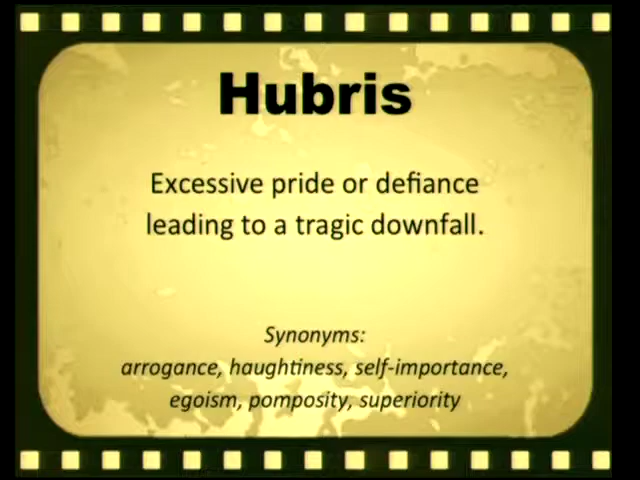 Hubris
Excessive pride or defiance
leading to a tragic downfall.
Synonyms:
arrogance, haughtiness, self-importance,
egoism, pomposity, superiority